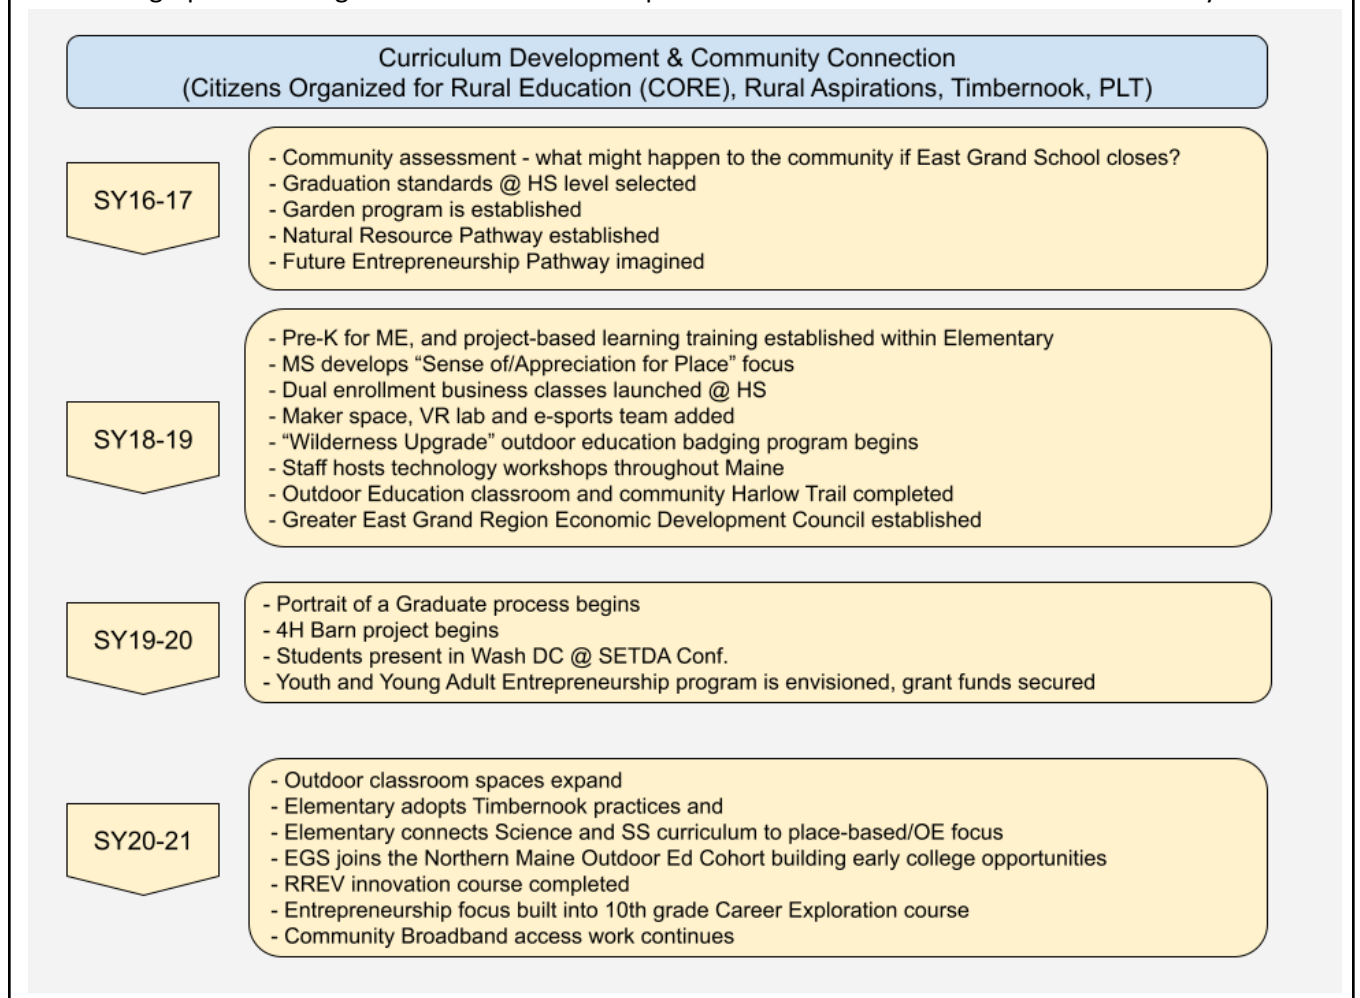 Curriculum Development & Community Connection
(Citizens Organized for Rural Education (CORE), Rural Aspirations, Timbernook, PLT)
SY16-17
- Community assessment - what might happen to the community if East Grand School closes?
- Graduation standards @ HS level selected
- Garden program is established
- Natural Resource Pathway established
- Future Entrepreneurship Pathway imagined
SY18-19
- Pre-K for ME, and project-based learning training established within Elementary
- MS develops “Sense of/Appreciation for Place” focus
- Dual enrollment business classes launched @ HS
- Maker space, VR lab and e-sports team added
- “Wilderness Upgrade” outdoor education badging program begins
- Staff hosts technology workshops throughout Maine
- Outdoor Education classroom and community Harlow Trail completed
- Greater East Grand Region Economic Development Council established
SY19-20
- Portrait of a Graduate process begins
- 4H Barn project begins
- Students present in Wash DC @ SETDA Conf.
- Youth and Young Adult Entrepreneurship program is envisioned, grant funds secured
SY20-21
- Outdoor classroom spaces expand
- Elementary adopts Timbernook practices and
- Elementary connects Science and SS curriculum to place-based/OE focus
- EGS joins the Northern Maine Outdoor Ed Cohort building early college opportunities
- RREV innovation course completed
- Entrepreneurship focus built into 10th grade Career Exploration course
- Community Broadband access work continues